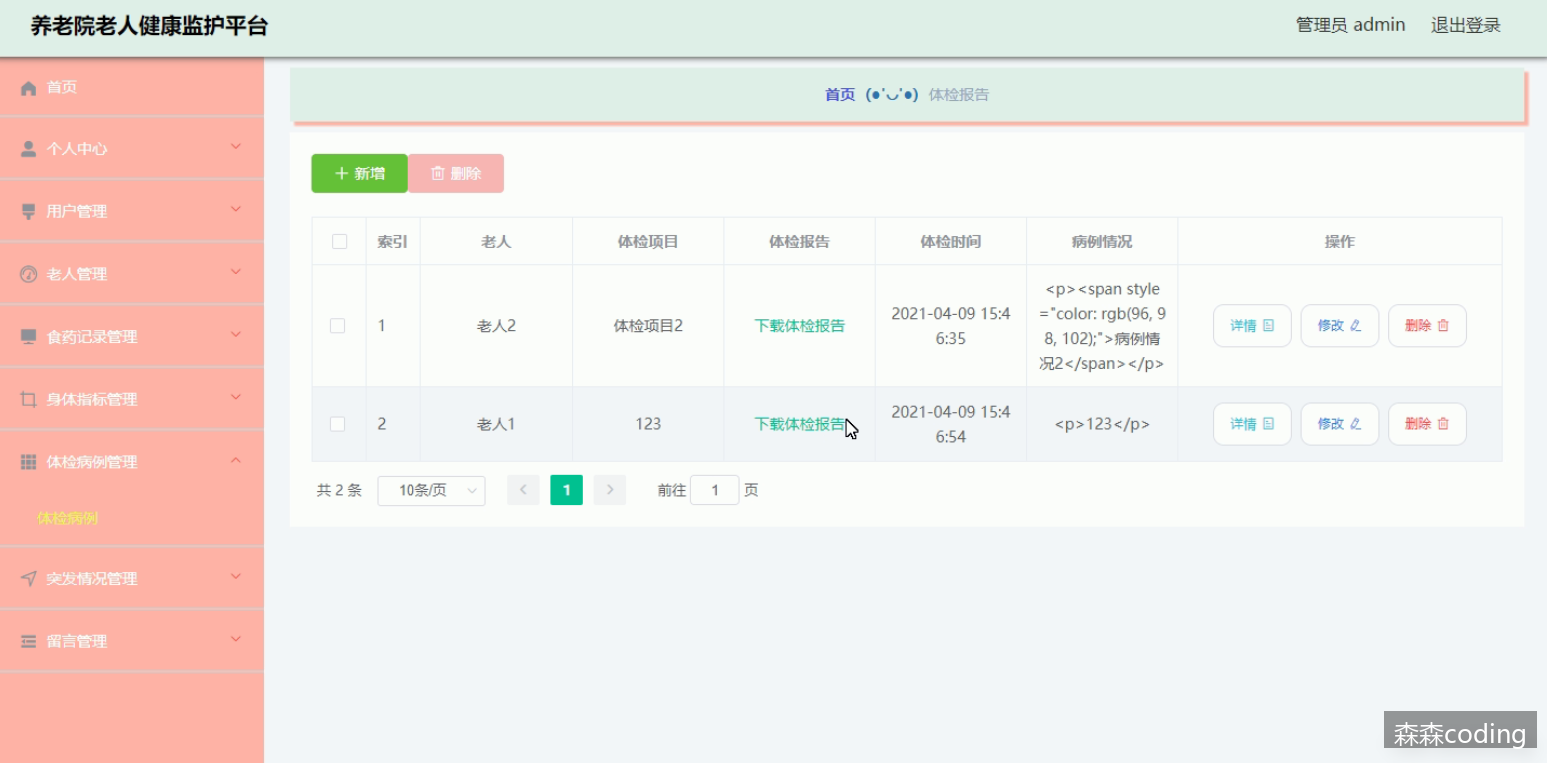 养老院老人健康监护平台
管理员 admin 退出登录
首页
个人中心
用户管理
老人管理
食药记录管理
身体指标管理
体检病例管理
体检病例
突发情况管理
留言管理
首页 (●'◡'●) 体检报告
新增 删除
索引 老人 体检项目 体检报告 体检时间 病例情况 操作
1 老人2 体检项目2 下载体检报告 2021-04-09 15:4
6:35
<p><span style
="color: rgb(96, 9
8, 102);">病例情
况2</span></p>
详情 修改 删除
2 老人1 123 下载体检报告 2021-04-09 15:4
6:54
<p>123</p>
详情 修改 删除
共 2 条 10条/页 1 前往 1 页
森森coding